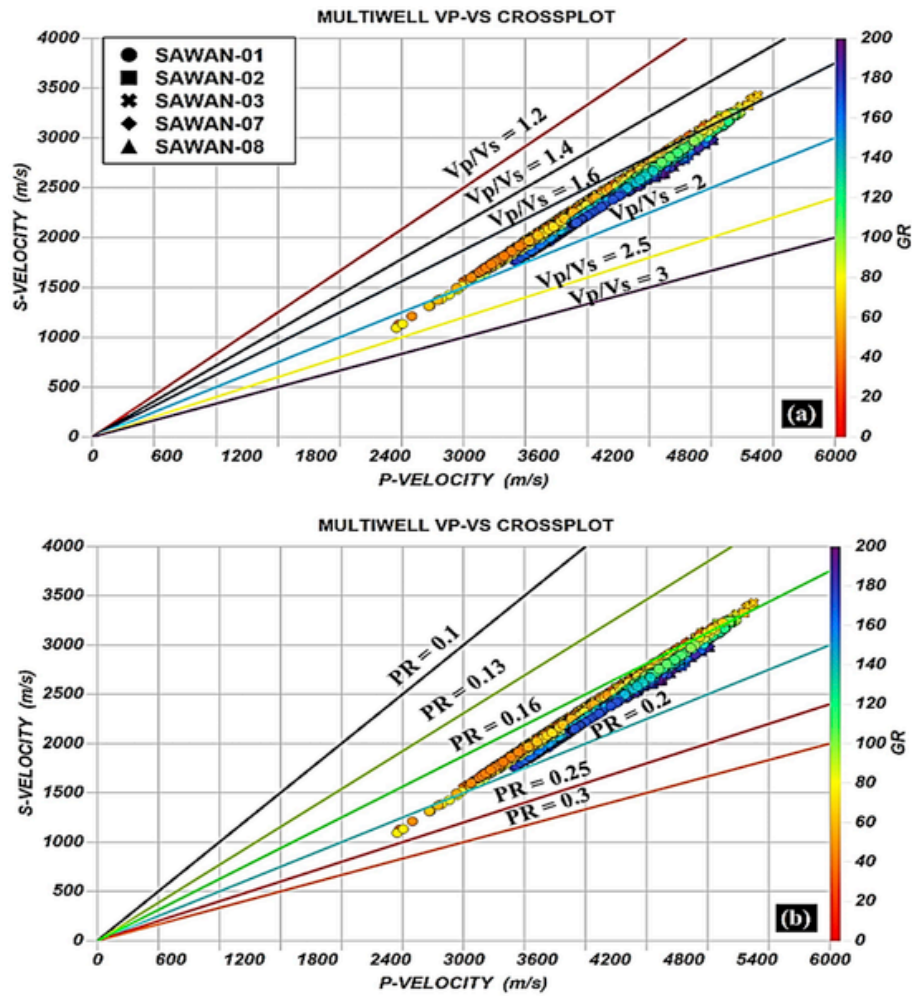 MULTIWELL VP-VS CROSSPLOT
4000
3500
3000
2500
2000
1500
1000
500
0
S-VELOCITY (m/s)
SAWAN-01
SAWAN-02
SAWAN-03
SAWAN-07
SAWAN-08
Vp/Vs = 1.2
Vp/Vs = 1.4
Vp/Vs = 1.6
Vp/Vs = 2
Vp/Vs = 2.5
Vp/Vs = 3
(a)
0 600 1200 1800 2400 3000 3600 4200 4800 5400 6000
P-VELOCITY (m/s)
200
180
160
140
120
100
80
60
40
20
0
GR
MULTIWELL VP-VS CROSSPLOT
4000
3500
3000
2500
2000
1500
1000
500
0
S-VELOCITY (m/s)
PR = 0.1
PR = 0.13
PR = 0.16
PR = 0.2
PR = 0.25
PR = 0.3
(b)
0 600 1200 1800 2400 3000 3600 4200 4800 5400 6000
P-VELOCITY (m/s)
200
180
160
140
120
100
80
60
40
20
0
GR